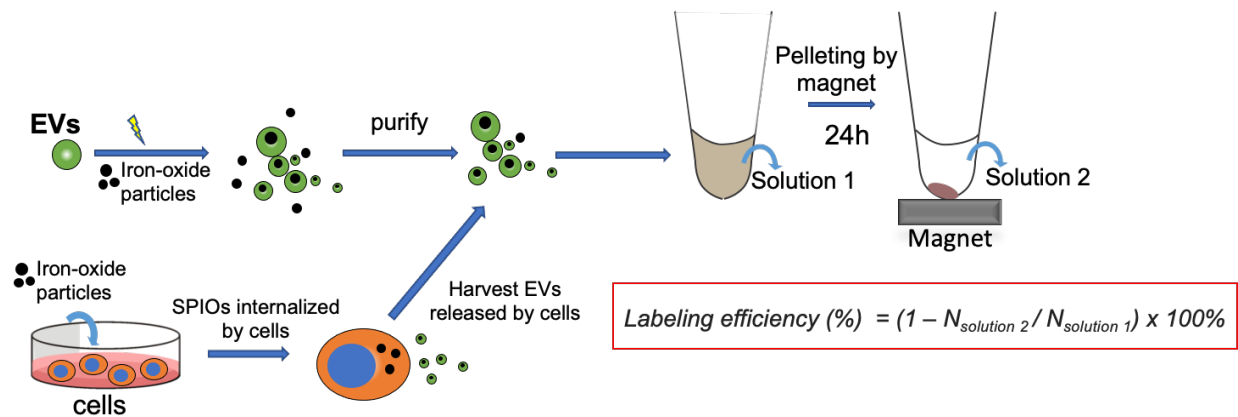 EVs
Iron-oxide
particles
purify
Solution 1
Pelleting by
magnet
24h
Solution 2
Magnet
Iron-oxide
particles
cells
SPIOs internalized
by cells
Harvest EVs
released by cells
Labeling efficiency (%) = (1 – Nsolution 2 / Nsolution 1) x 100%